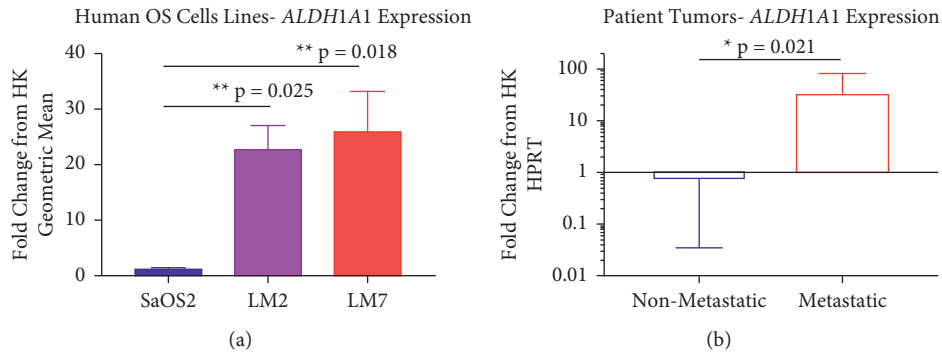 Human OS Cells Lines- ALDH1A1 Expression
** p = 0.018
** p = 0.025
Fold Change from HK
Geometric Mean
40
30
20
10
0
SaOS2
LM2
LM7
(a)
Patient Tumors- ALDH1A1 Expression
* p = 0.021
Fold Change from HK
HPRT
100
10
1
0.1
0.01
Non-Metastatic
Metastatic
(b)